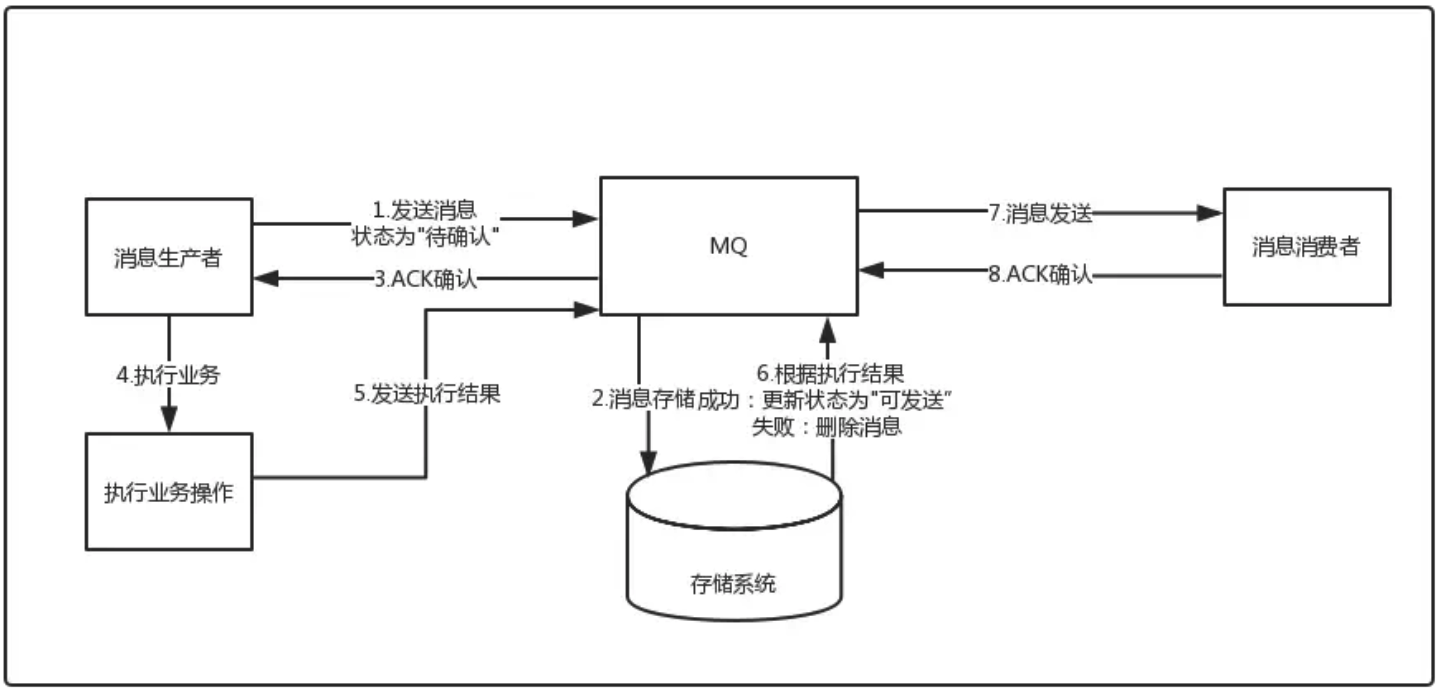 1.发送消息
状态为"待确认"
消息生产者
MQ
7.消息发送
消息消费者
3.ACK确认
8.ACK确认
4.执行业务
5.发送执行结果
2.消息存储
6.根据执行结果
成功：更新状态为"可发送”
失败：删除消息
执行业务操作
存储系统